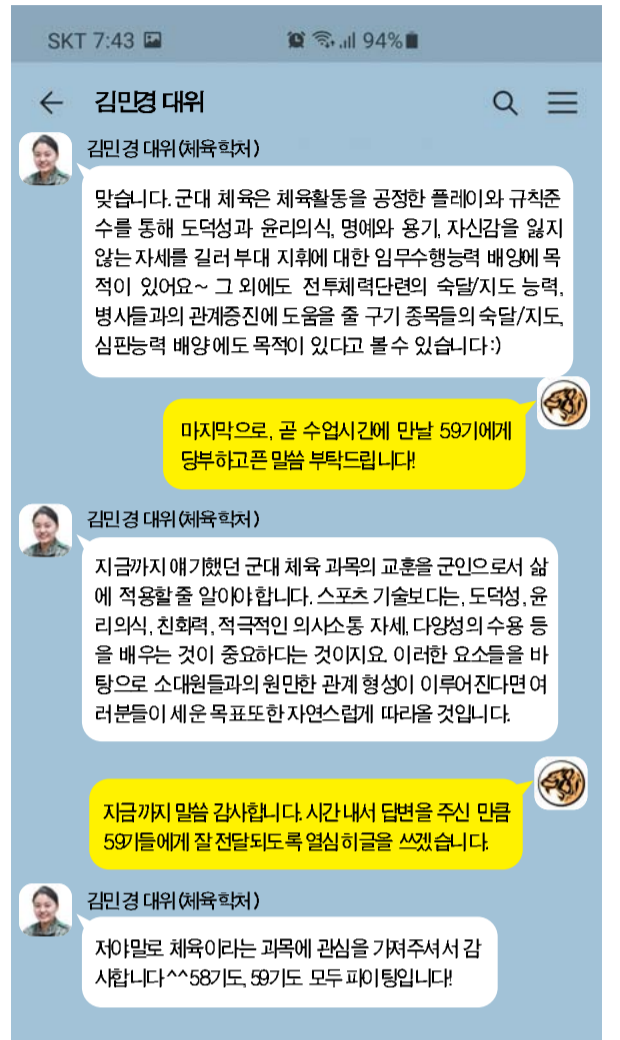 SKT 7:43
94%
김민경 대위
김민경 대위(체육학처)
맞습니다. 군대 체육은 체육활동을 공정한 플레이와 규칙준
수를 통해 도덕성과 윤리의식, 명예와 용기, 자신감을 잃지
않는 자세를 길러 부대 지휘에 대한 임무수행능력 배양에 목
적이 있어요~ 그 외에도 전투체력단련의 숙달/지도 능력,
병사들과의 관계증진에 도움을 줄 구기 종목들의 숙달/지도,
심판능력 배양에도 목적이 있다고 볼 수 있습니다:)
마지막으로, 곧 수업시간에 만날 59기에게
당부하고픈 말씀 부탁드립니다!
김민경 대위(체육학처)
지금까지 얘기했던 군대 체육 과목의 교훈을 군인으로서 삶
에 적용할 줄 알아야 합니다. 스포츠 기술보다는, 도덕성, 윤
리의식, 친화력, 적극적인 의사소통 자세, 다양성의 수용 등
을 배우는 것이 중요하다는 것이지요. 이러한 요소들을 바
탕으로 소대원들과의 원만한 관계 형성이 이루어진다면 여
러분들이 세운 목표또한 자연스럽게 따라올 것입니다.
지금까지 말씀 감사합니다. 시간 내서 답변을 주신 만큼
59기들에게 잘 전달되도록 열심히 글을 쓰겠습니다.
김민경 대위(체육학처)
저야말로 체육이라는 과목에 관심을 가져주셔서 감
사합니다^^ 58기도, 59기도 모두 파이팅입니다!